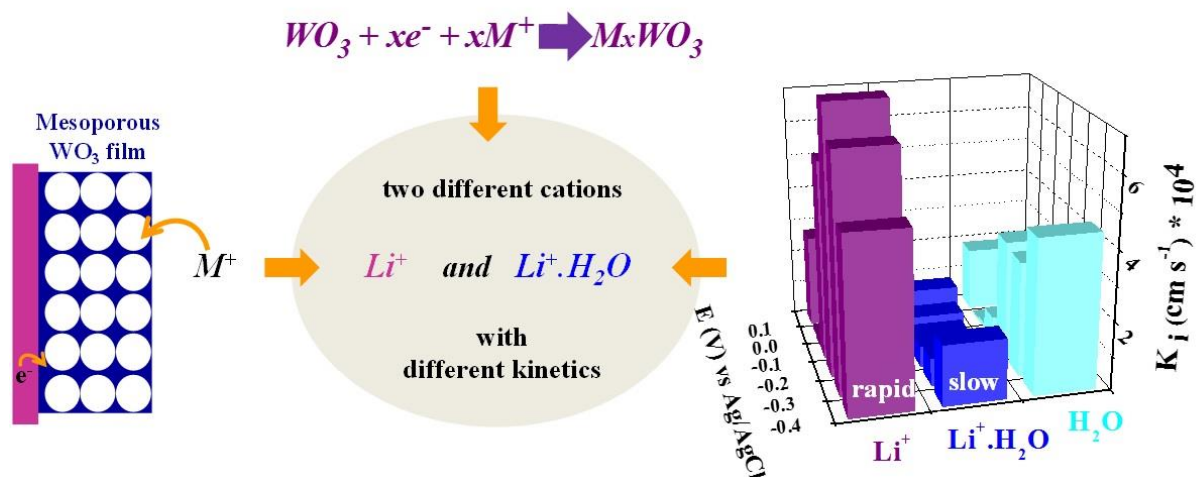 WO₃ + xe⁻ + xM⁺ MxWO₃
Mesoporous
WO₃ film
M⁺
e⁻
two different cations
Li⁺ and Li⁺.H₂O
with
different kinetics
E (V) vs Ag/AgCl
0.1
0.0
-0.1
-0.2
-0.3
-0.4
rapid
slow
Li⁺
Li⁺.H₂O
H₂O
6
4
2
K i (cm s⁻¹) * 10⁴